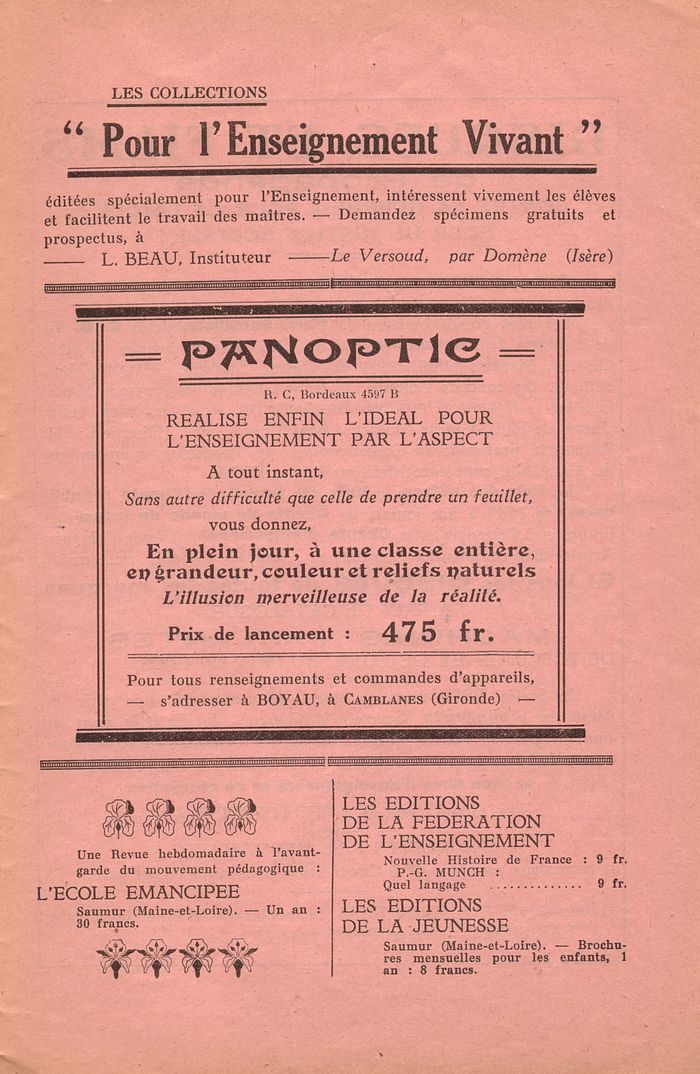 LES COLLECTIONS
“ Pour l'Enseignement Vivant ”
éditées spécialement pour l'Enseignement, intéressent vivement les élèves
et facilitent le travail des maîtres. — Demandez spécimens gratuits et
prospectus, à
—— L. BEAU, Instituteur ——Le Versoud, par Domène (Isère)
= PANOPTIC =
R. C, Bordeaux 4597 B
REALISE ENFIN L'IDEAL POUR
L'ENSEIGNEMENT PAR L'ASPECT
A tout instant,
Sans autre difficulté que celle de prendre un feuillet,
vous donnez,
En plein jour, à une classe entière,
en grandeur, couleur et reliefs naturels
L'illusion merveilleuse de la réalité.
Prix de lancement : 475 fr.
Pour tous renseignements et commandes d'appareils,
— s'adresser à BOYAU, à CAMBLANES (Gironde) —
Une Revue hebdomadaire à l'avant-
garde du mouvement pédagogique :
L'ECOLE EMANCIPEE
Saumur (Maine-et-Loire). — Un an :
30 francs.
LES EDITIONS
DE LA FEDERATION
DE L'ENSEIGNEMENT
Nouvelle Histoire de France : 9 fr.
P.-G. MUNCH :
Quel langage .............. 9 fr.
LES EDITIONS
DE LA JEUNESSE
Saumur (Maine-et-Loire). — Brochu-
res mensuelles pour les enfants, 1
an : 8 francs.